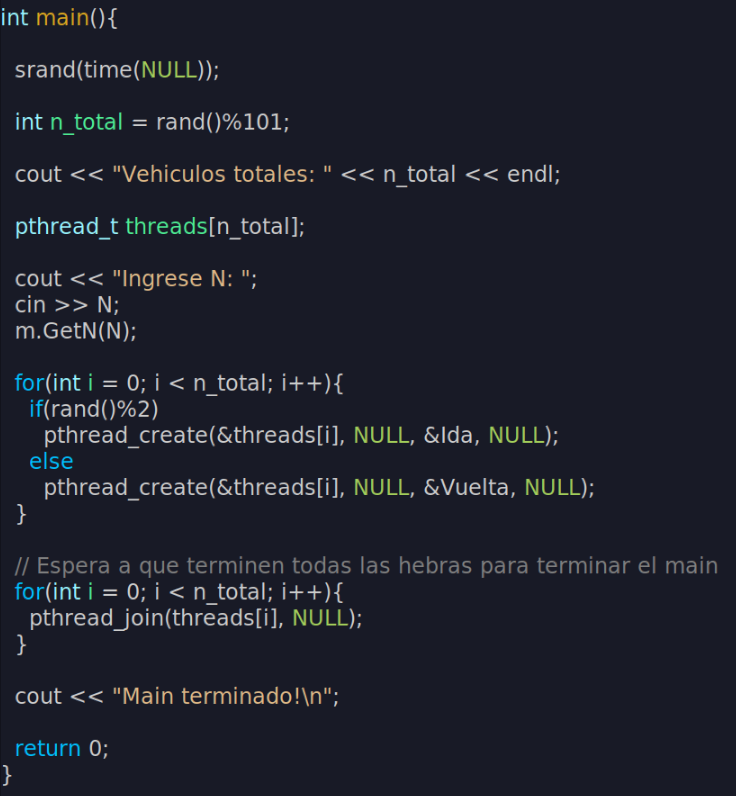 int main(){
srand(time(NULL));
int n_total = rand()%101;
cout << "Vehiculos totales: " << n_total << endl;
pthread_t threads[n_total];
cout << "Ingrese N: ";
cin >> N;
m.GetN(N);
for(int i = 0; i < n_total; i++){
if(rand()%2)
pthread_create(&threads[i], NULL, &Ida, NULL);
else
pthread_create(&threads[i], NULL, &Vuelta, NULL);
}
// Espera a que terminen todas las hebras para terminar el main
for(int i = 0; i < n_total; i++){
pthread_join(threads[i], NULL);
}
cout << "Main terminado!\n";
return 0;
}